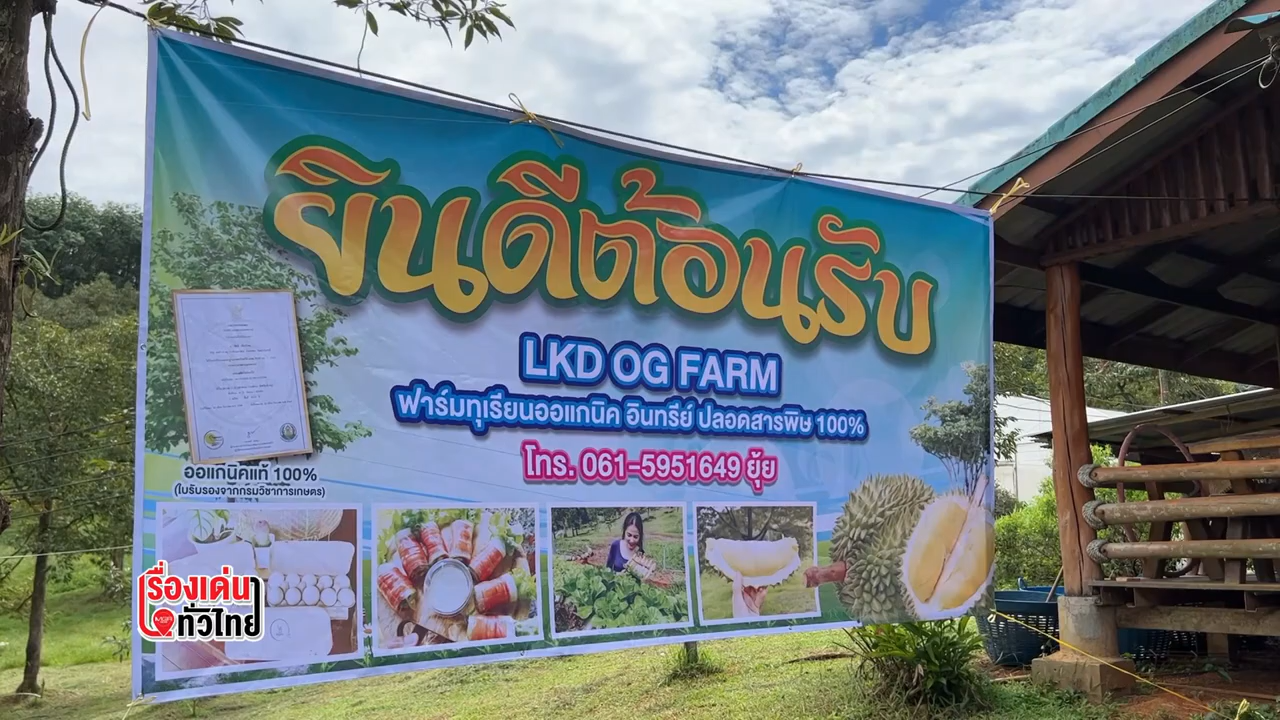 ยินดีต้อนรับ
LKD OG FARM
ฟาร์มทุเรียนออแกนิค อินทรีย์ ปลอดสารพิษ 100%
โทร. 061-5951649 ยุ้ย
ออแกนิคแท้ 100%
(ใบรับรองจากกรมวิชาการเกษตร)
เรื่องเด่น
ทั่วไทย